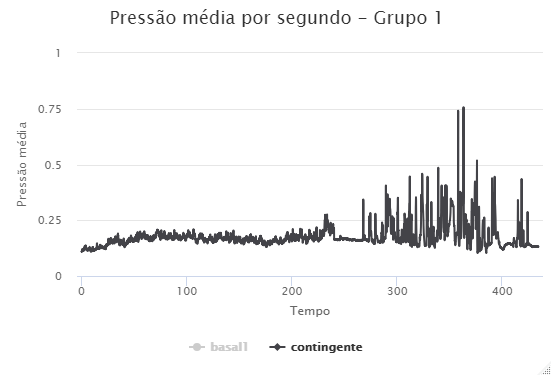 Pressão média por segundo - Grupo 1
1
0.75
0.5
0.25
0
Pressão média
0 100 200 300 400
Tempo
basal1 contingente